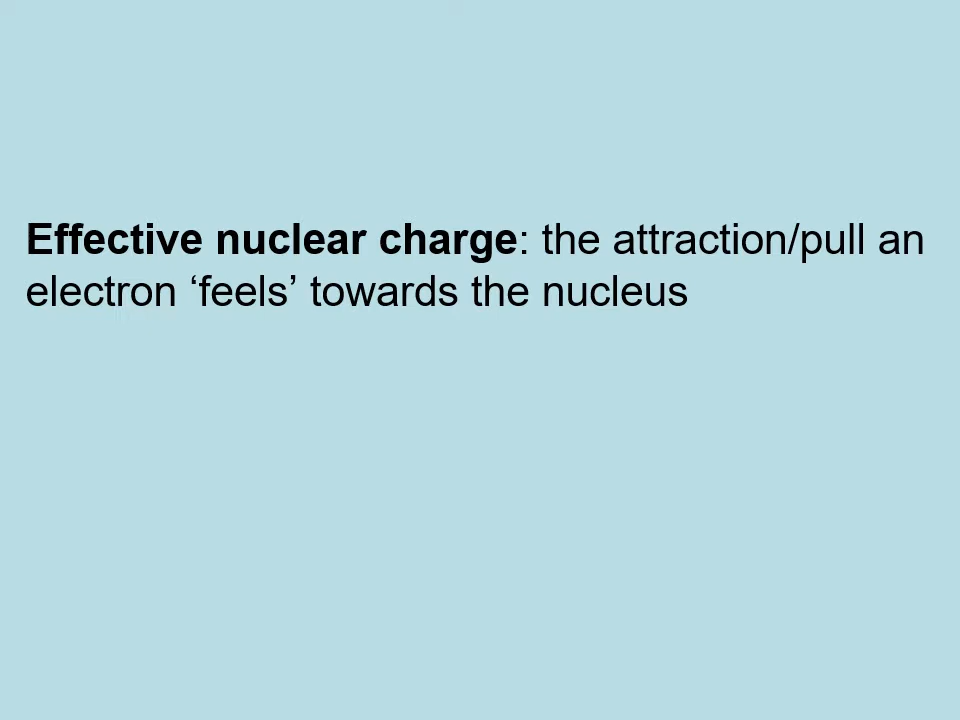 Effective nuclear charge: the attraction/pull an
electron ‘feels’ towards the nucleus